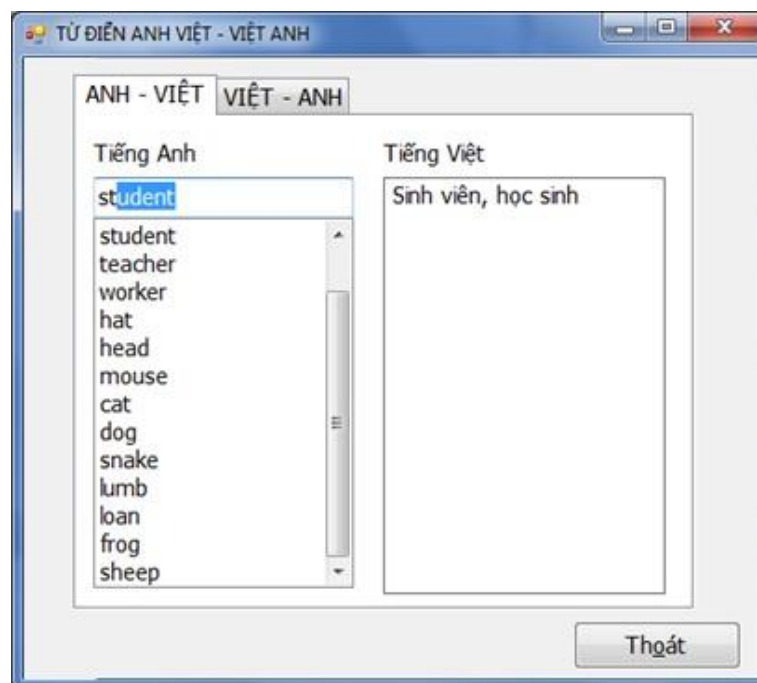 TỪ ĐIỂN ANH VIỆT - VIỆT ANH
ANH - VIỆT VIỆT - ANH
Tiếng Anh Tiếng Việt
student Sinh viên, học sinh
student
teacher
worker
hat
head
mouse
cat
dog
snake
lumb
loan
frog
sheep
Thoát